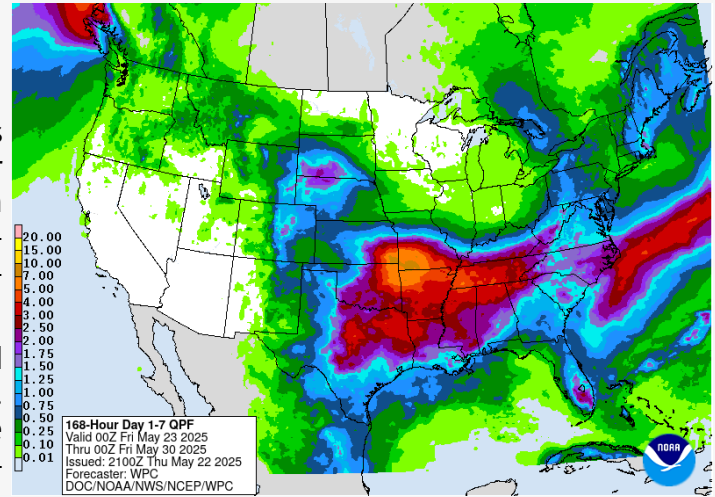 20.00
15.00
10.00
7.00
5.00
4.00
3.00
2.50
2.00
1.75
1.50
1.25
1.00
0.75
0.50
0.25
0.10
0.01
168-Hour Day 1-7 QPF
Valid 00Z Fri May 23 2025
Thru 00Z Fri May 30 2025
Issued: 2100Z Thu May 22 2025
Forecaster: WPC
DOC/NOAA/NWS/NCEP/WPC
NOAA